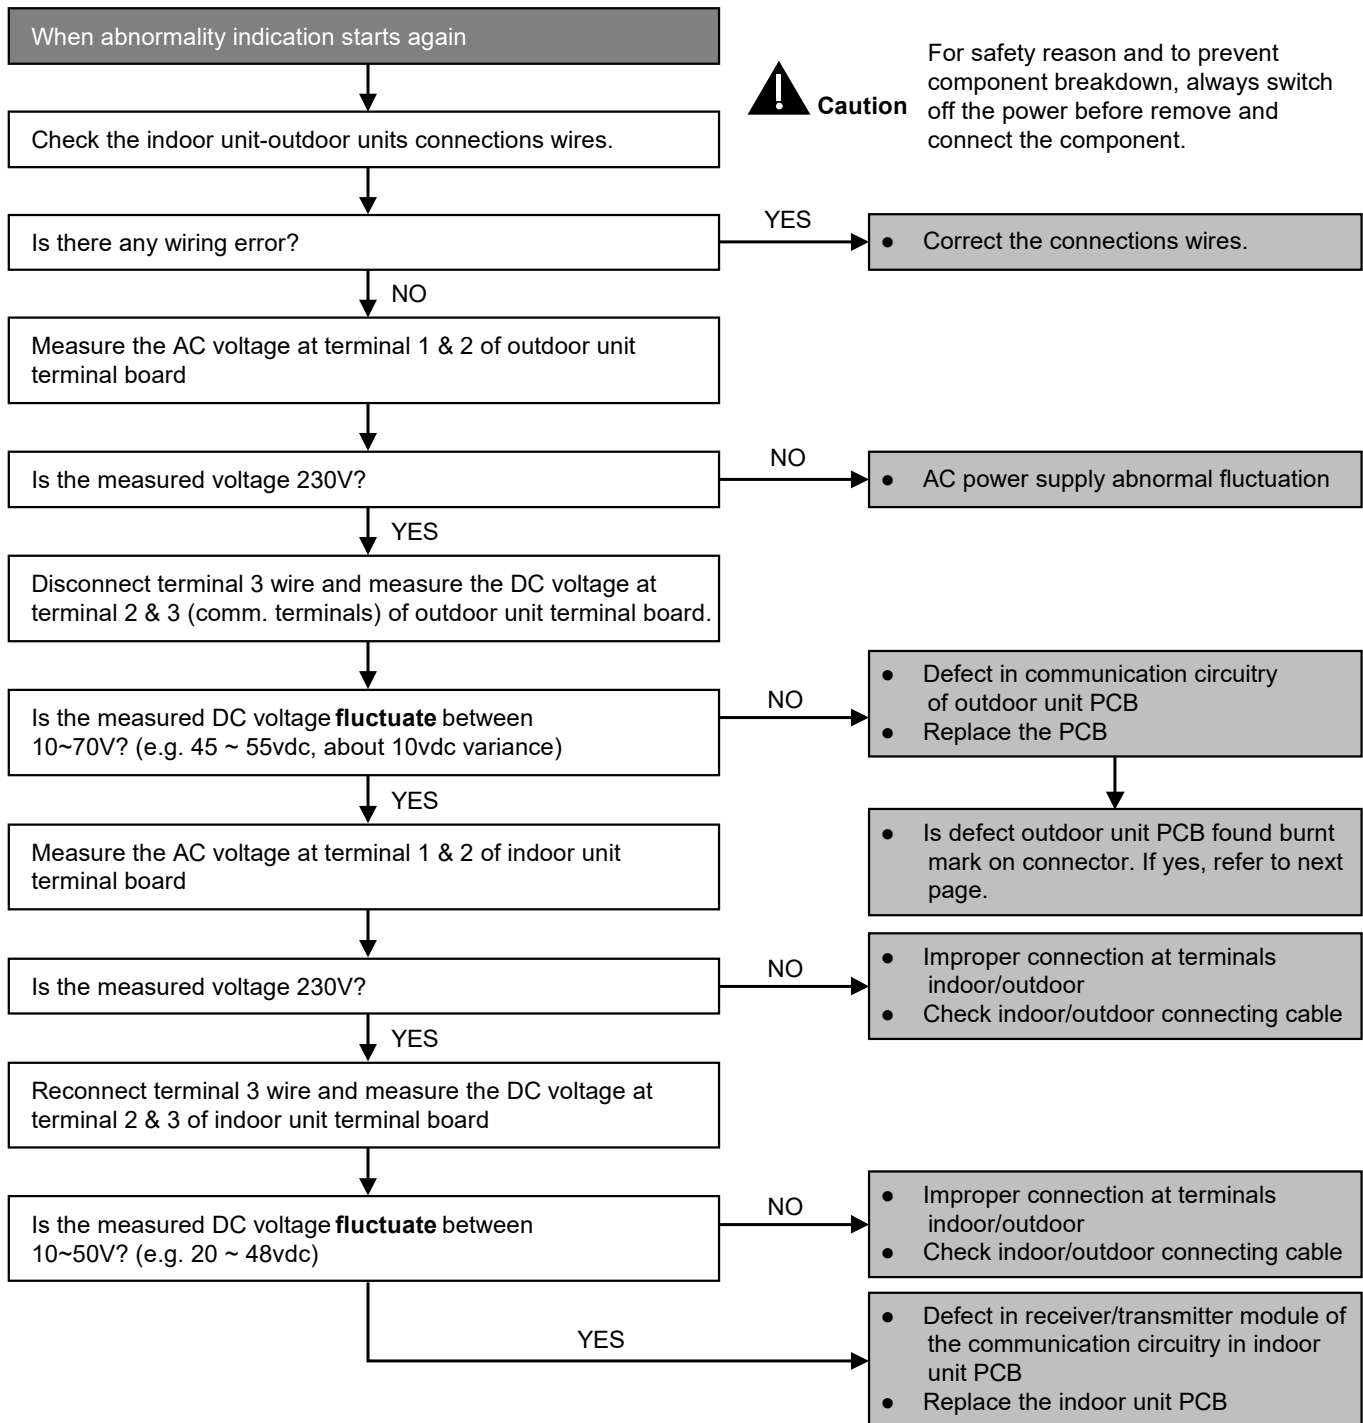 When abnormality indication starts again
Caution
For safety reason and to prevent
component breakdown, always switch
off the power before remove and
connect the component.
Check the indoor unit-outdoor units connections wires.
Is there any wiring error?
YES
● Correct the connections wires.
NO
Measure the AC voltage at terminal 1 & 2 of outdoor unit
terminal board
Is the measured voltage 230V?
NO
● AC power supply abnormal fluctuation
YES
Disconnect terminal 3 wire and measure the DC voltage at
terminal 2 & 3 (comm. terminals) of outdoor unit terminal board.
Is the measured DC voltage fluctuate between
10~70V? (e.g. 45 ~ 55vdc, about 10vdc variance)
NO
● Defect in communication circuitry
of outdoor unit PCB
● Replace the PCB
YES
● Is defect outdoor unit PCB found burnt
mark on connector. If yes, refer to next
page.
Measure the AC voltage at terminal 1 & 2 of indoor unit
terminal board
Is the measured voltage 230V?
NO
● Improper connection at terminals
indoor/outdoor
● Check indoor/outdoor connecting cable
YES
Reconnect terminal 3 wire and measure the DC voltage at
terminal 2 & 3 of indoor unit terminal board
Is the measured DC voltage fluctuate between
10~50V? (e.g. 20 ~ 48vdc)
NO
● Improper connection at terminals
indoor/outdoor
● Check indoor/outdoor connecting cable
YES
● Defect in receiver/transmitter module of
the communication circuitry in indoor
unit PCB
● Replace the indoor unit PCB